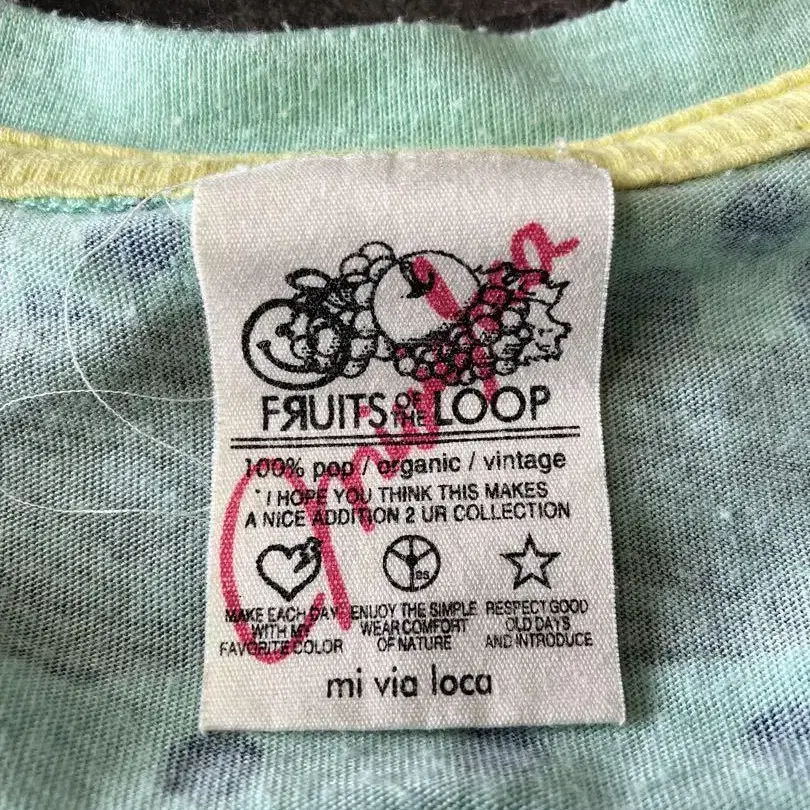 FЯUITS OF THE LOOP
100% pop / organic / vintage
* I HOPE YOU THINK THIS MAKES
A NICE ADDITION 2 UR COLLECTION
MAKE EACH DAY
WITH MY
FAVORITE COLOR
ENUOY THE SIMPLE
WEAR COMFORT
OF NATURE
RESPECT GOOD
OLD DAYS
AND INTRODUCE
mi via loca